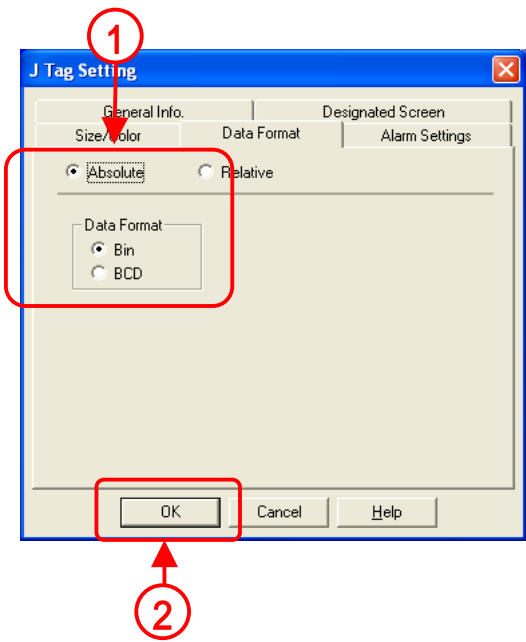 1
J Tag Setting
General Info. Designated Screen
Size/Color Data Format Alarm Settings
Absolute Relative
Data Format
Bin
BCD
OK Cancel Help
2